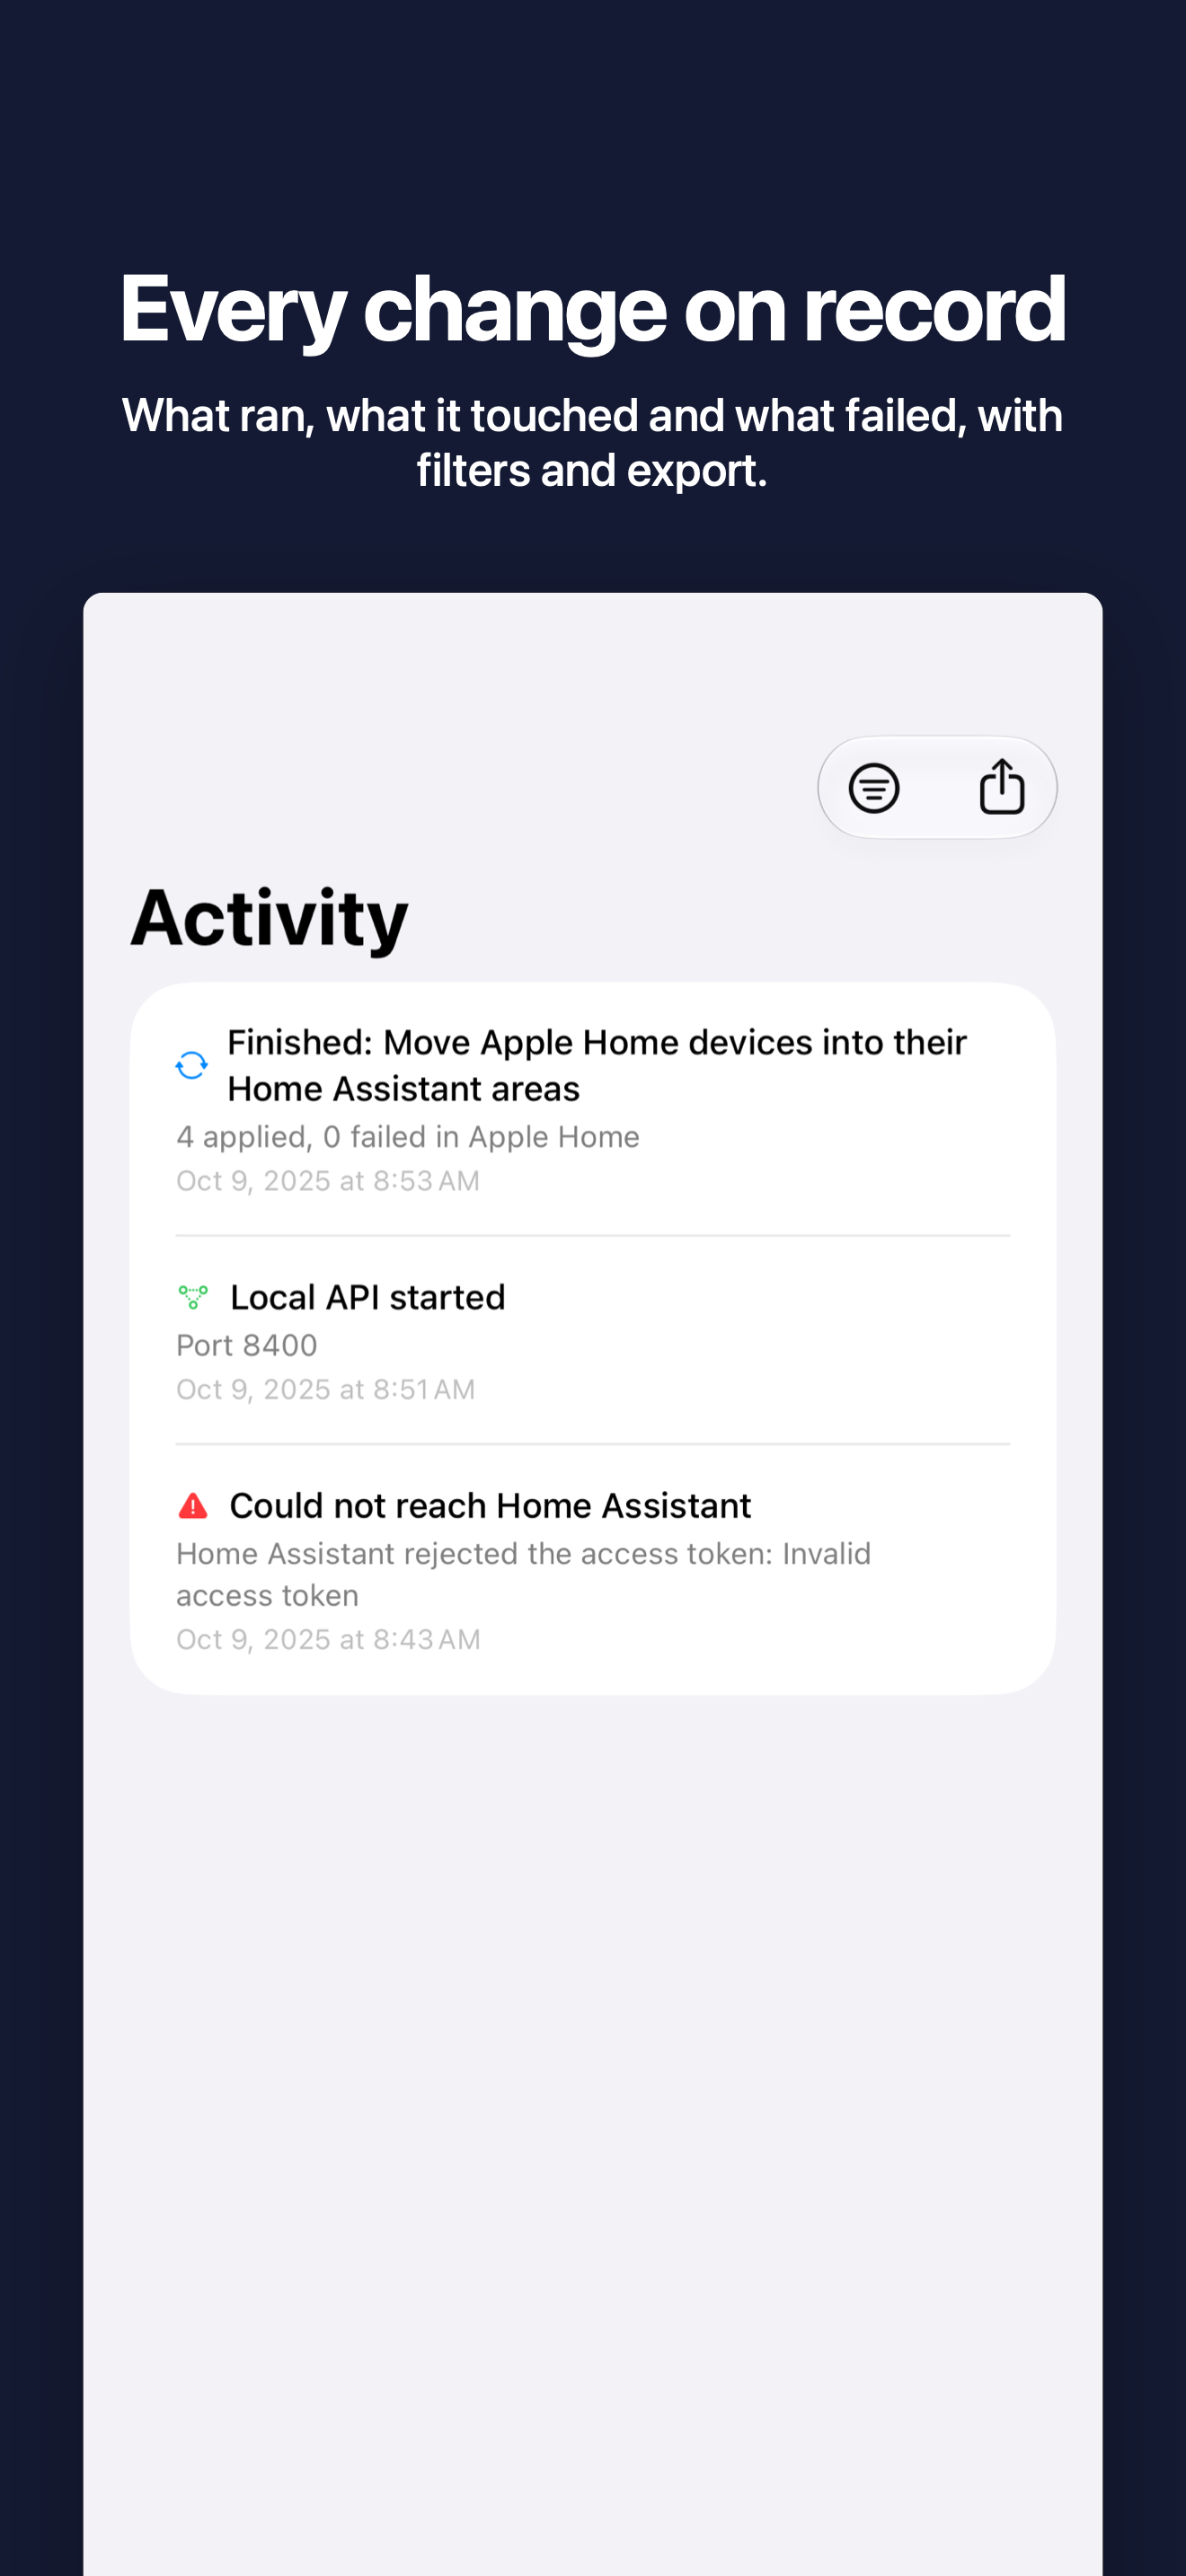 Every change on record
What ran, what it touched and what failed, with
filters and export.
Activity
Finished: Move Apple Home devices into their
Home Assistant areas
4 applied, 0 failed in Apple Home
Oct 9, 2025 at 8:53 AM
Local API started
Port 8400
Oct 9, 2025 at 8:51 AM
Could not reach Home Assistant
Home Assistant rejected the access token: Invalid
access token
Oct 9, 2025 at 8:43 AM